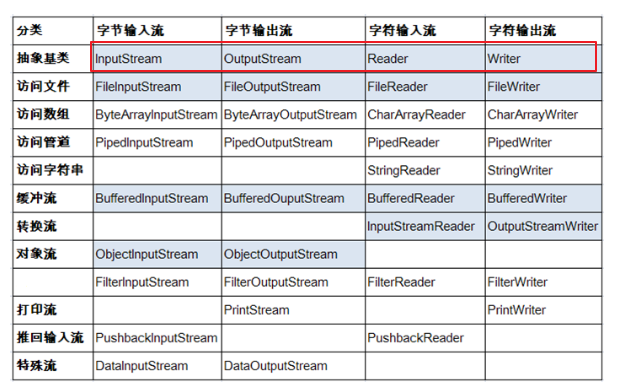 分类 字节输入流 字节输出流 字符输入流 字符输出流
抽象基类 InputStream OutputStream Reader Writer
访问文件 FileInputStream FileOutputStream FileReader FileWriter
访问数组 ByteArrayInputStream ByteArrayOutputStream CharArrayReader CharArrayWriter
访问管道 PipedInputStream PipedOutputStream PipedReader PipedWriter
访问字符串 StringReader StringWriter
缓冲流 BufferedInputStream BufferedOuputStream BufferedReader BufferedWriter
转换流 InputStreamReader OutputStreamWriter
对象流 ObjectInputStream ObjectOutputStream
FilterInputStream FilterOutputStream FilterReader FilterWriter
打印流 PrintStream PrintWriter
推回输入流 PushbackInputStream PushbackReader
特殊流 DataInputStream DataOutputStream